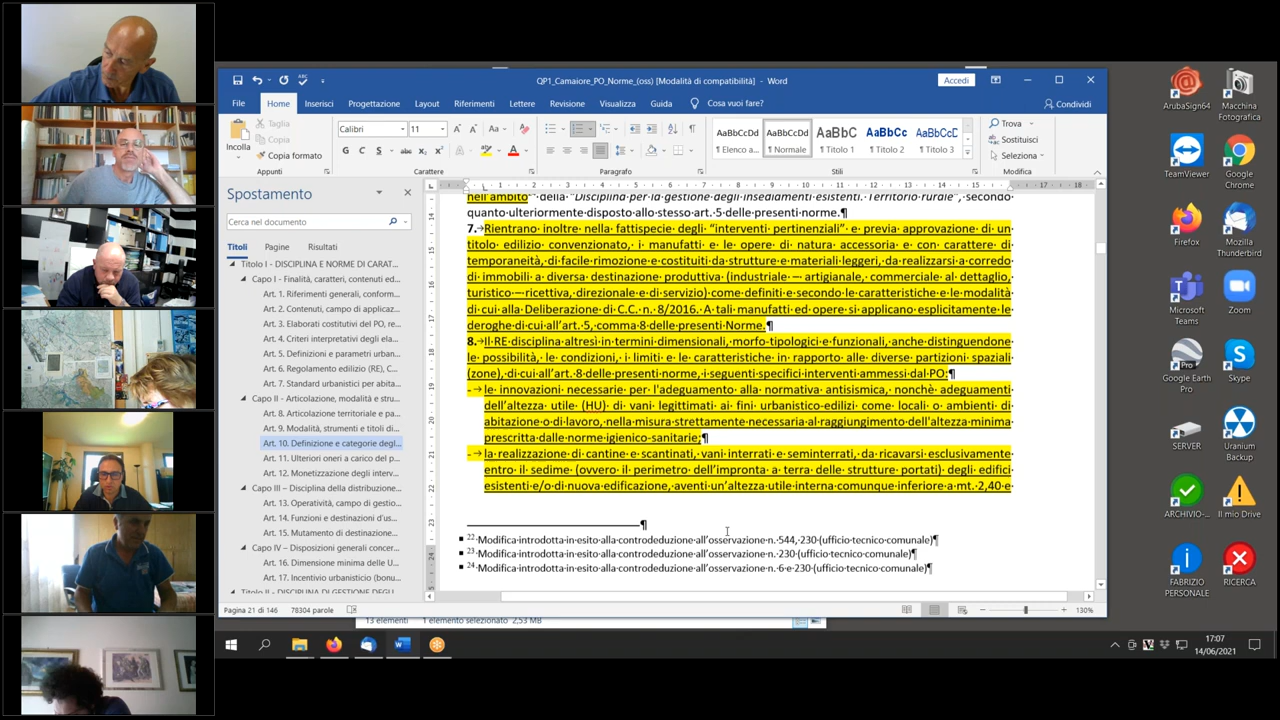 QP1_Camaiore_PO_Norme_(oss) [Modalità di compatibilità] - Word
Accedi
File Home Inserisci Progettazione Layout Riferimenti Lettere Revisione Visualizza Guida Cosa vuoi fare? Condividi
Incolla
Taglia
Copia
Copia formato
Calibri 11
G C S abc x₂ x²
AaBbCcDd AaBbCcDd AaBbC AaBbCc AaBbCcD
¶ Elenco a... ¶ Normale ¶ Titolo 1 ¶ Titolo 2 ¶ Titolo 3
Trova
Sostituisci
Seleziona
Appunti Carattere Paragrafo Stili Modifica
Spostamento
Cerca nel documento
Titoli Pagine Risultati
Titolo I - DISCIPLINA E NORME DI CARAT...
Capo I - Finalità, caratteri, contenuti ed...
Art. 1. Riferimenti generali, conform...
Art. 2. Contenuti, campo di applicaz...
Art. 3. Elaborati costitutivi del PO, re...
Art. 4. Criteri interpretativi degli ela...
Art. 5. Definizioni e parametri urban...
Art. 6. Regolamento edilizio (RE), C...
Art. 7. Standard urbanistici per abita...
Capo II - Articolazione, modalità e stru...
Art. 8. Articolazione territoriale e pa...
Art. 9. Modalità, strumenti e titoli di...
Art. 10. Definizione e categorie degl...
Art. 11. Ulteriori oneri a carico del p...
Art. 12. Monetizzazione degli interv...
Capo III – Disciplina della distribuzione...
Art. 13. Operatività, campo di gestio...
Art. 14. Funzioni e destinazioni d'us...
Art. 15. Mutamento di destinazione...
Capo IV – Disposizioni generali concer...
Art. 16. Dimensione minima delle U...
Art. 17. Incentivo urbanistico (bonu...
nell'ambito" della "Disciplina per la gestione degli insediamenti esistenti. Territorio rurale", secondo
quanto ulteriormente disposto allo stesso art. 5 delle presenti norme.¶
7.→Rientrano inoltre nella fattispecie degli "interventi pertinenziali" e previa approvazione di un
titolo edilizio convenzionato, i manufatti e le opere di natura accessoria e con carattere di
temporaneità, di facile rimozione e costituiti da strutture e materiali leggeri, da realizzarsi a corredo
di immobili a diversa destinazione produttiva (industriale — artigianale, commerciale al dettaglio,
turistico — ricettiva, direzionale e di servizio) come definiti e secondo le caratteristiche e le modalità
di cui alla Deliberazione di C.C. n. 8/2016. A tali manufatti ed opere si applicano esplicitamente le
deroghe di cui all'art. 5, comma 8 delle presenti Norme.¶
8.→Il RE disciplina altresì in termini dimensionali, morfo-tipologici e funzionali, anche distinguendone
le possibilità, le condizioni, i limiti e le caratteristiche in rapporto alle diverse partizioni spaziali
(zone), di cui all'art. 8 delle presenti norme, i seguenti specifici interventi ammessi dal PO:¶
- → le innovazioni necessarie per l'adeguamento alla normativa antisismica, nonchè adeguamenti
dell'altezza utile (HU) di vani legittimati ai fini urbanistico-edilizi come locali o ambienti di
abitazione o di lavoro, nella misura strettamente necessaria al raggiungimento dell'altezza minima
prescritta dalle norme igienico-sanitarie;¶
- → la realizzazione di cantine e scantinati, vani interrati e seminterrati, da ricavarsi esclusivamente
entro il sedime (ovvero il perimetro dell'impronta a terra delle strutture portati) degli edifici
esistenti e/o di nuova edificazione, aventi un'altezza utile interna comunque inferiore a mt. 2,40 e
¶
22 Modifica introdotta in esito alla controdeduzione all'osservazione n. 544, 230 (ufficio tecnico comunale)¶
23 Modifica introdotta in esito alla controdeduzione all'osservazione n. 230 (ufficio tecnico comunale)¶
24 Modifica introdotta in esito alla controdeduzione all'osservazione n. 6 e 230 (ufficio tecnico comunale)¶
Pagina 21 di 146 78304 parole 130%
13 elementi 1 elemento selezionato 2,53 MB
17:07
14/06/2021
ArubaSign64
Macchina Fotografica
TeamViewer
Google Chrome
Firefox
Mozilla Thunderbird
Microsoft Teams
Zoom
Google Earth Pro
Skype
SERVER
Uranium Backup
ARCHIVIO-...
Il mio Drive
FABRIZIO PERSONALE
RICERCA